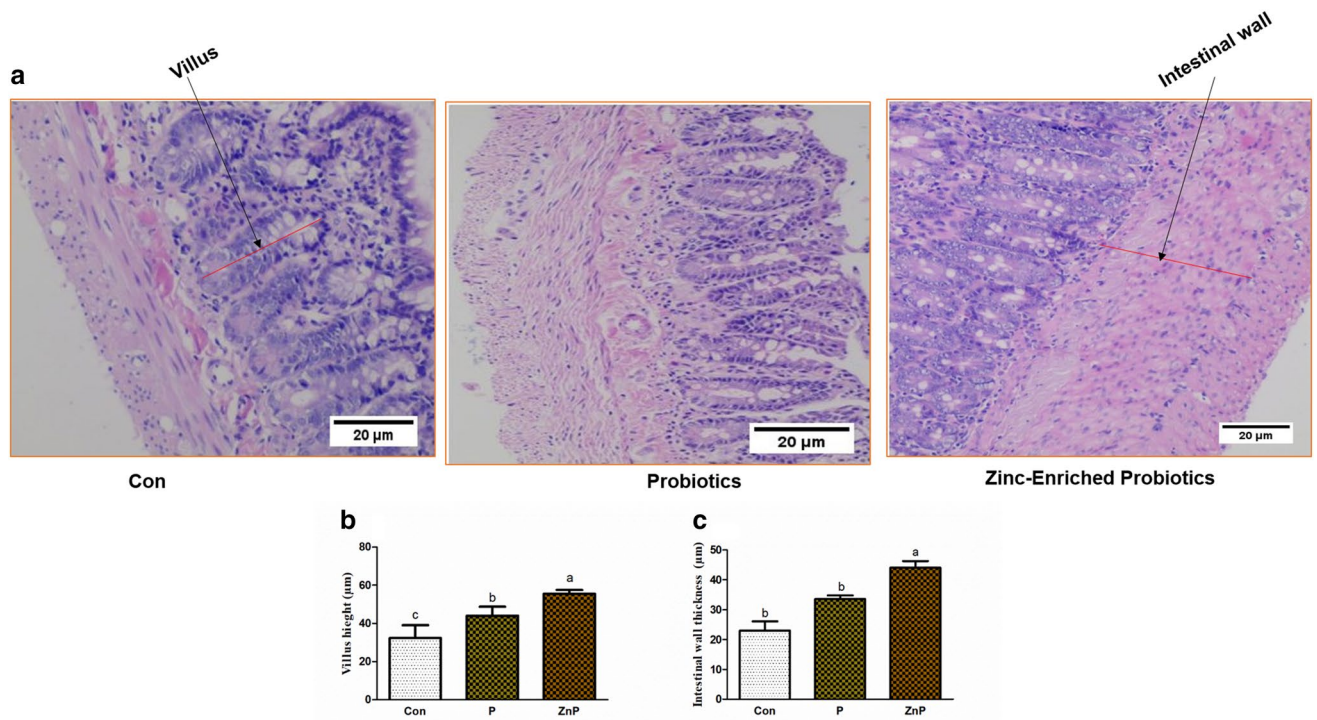 a
Villus
Intestinal wall
20 µm
20 µm
20 µm
Con
Probiotics
Zinc-Enriched Probiotics
b
Villus hieght (µm)
80
60
40
20
0
c
b
a
Con P ZnP
c
Intestinal wall thickness (µm)
50
40
30
20
10
0
b
b
a
Con P ZnP